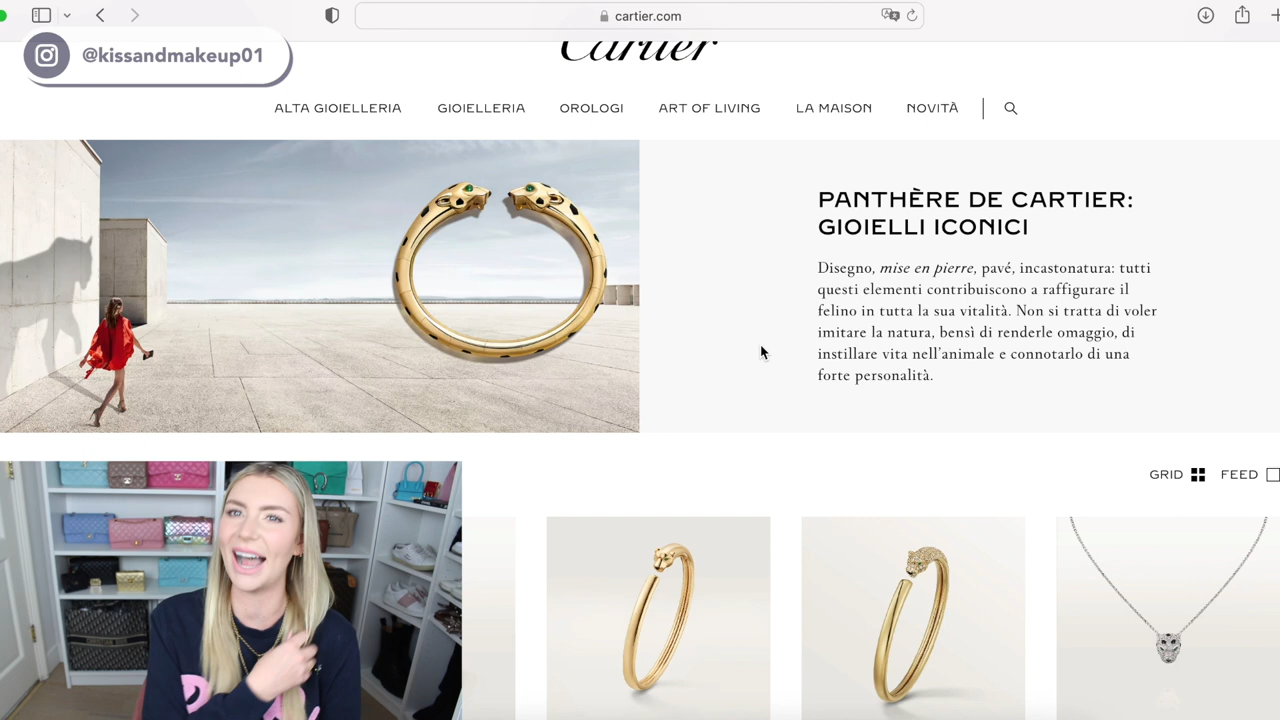 cartier.com
@kissandmakeup01
Cartier
ALTA GIOIELLERIA GIOIELLERIA OROLOGI ART OF LIVING LA MAISON NOVITÀ
PANTHÈRE DE CARTIER:
GIOIELLI ICONICI
Disegno, mise en pierre, pavé, incastonatura: tutti
questi elementi contribuiscono a raffigurare il
felino in tutta la sua vitalità. Non si tratta di voler
imitare la natura, bensì di renderle omaggio, di
instillare vita nell'animale e connotarlo di una
forte personalità.
GRID FEED